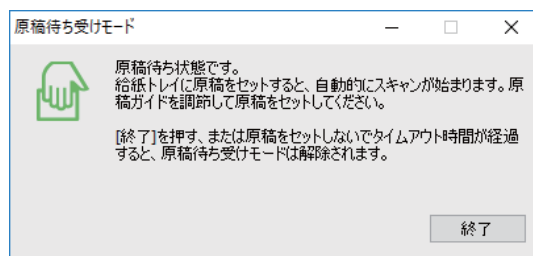 原稿待ち受けモード
原稿待ち状態です。
給紙トレイに原稿をセットすると、自動的にスキャンが始まります。原
稿ガイドを調節して原稿をセットしてください。
[終了]を押す、または原稿をセットしないでタイムアウト時間が経過
すると、原稿待ち受けモードは解除されます。
終了